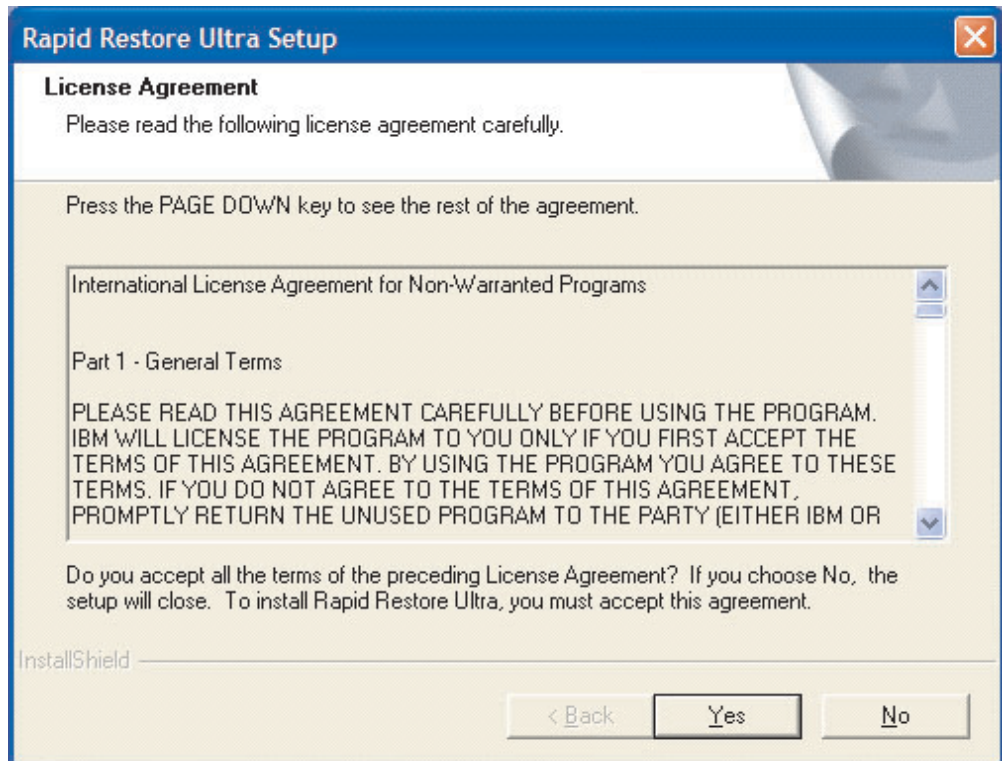 Rapid Restore Ultra Setup
License Agreement
Please read the following license agreement carefully.
Press the PAGE DOWN key to see the rest of the agreement.
International License Agreement for Non-Warranted Programs
Part 1 - General Terms
PLEASE READ THIS AGREEMENT CAREFULLY BEFORE USING THE PROGRAM.
IBM WILL LICENSE THE PROGRAM TO YOU ONLY IF YOU FIRST ACCEPT THE
TERMS OF THIS AGREEMENT. BY USING THE PROGRAM YOU AGREE TO THESE
TERMS. IF YOU DO NOT AGREE TO THE TERMS OF THIS AGREEMENT,
PROMPTLY RETURN THE UNUSED PROGRAM TO THE PARTY (EITHER IBM OR
Do you accept all the terms of the preceding License Agreement? If you choose No, the
setup will close. To install Rapid Restore Ultra, you must accept this agreement.
InstallShield
< Back
Yes
No